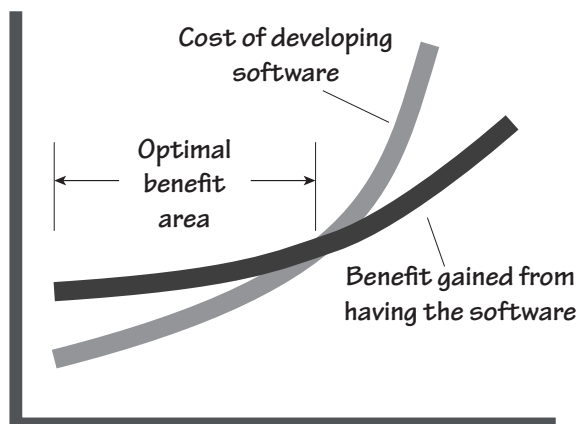 Cost of developing
software
Optimal
benefit
area
Benefit gained from
having the software